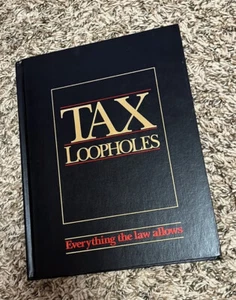 TAX
LOOPHOLES
Everything the law allows